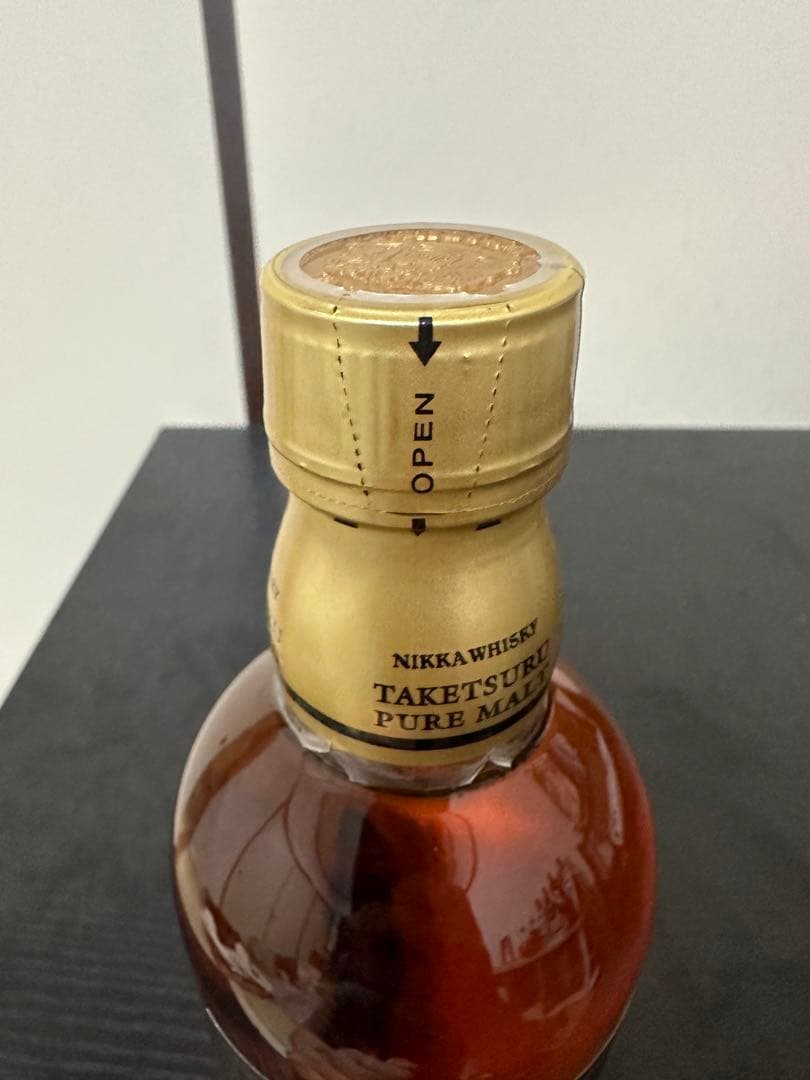 OPEN
NIKKA WHISKY
TAKETSURU
PURE MALT